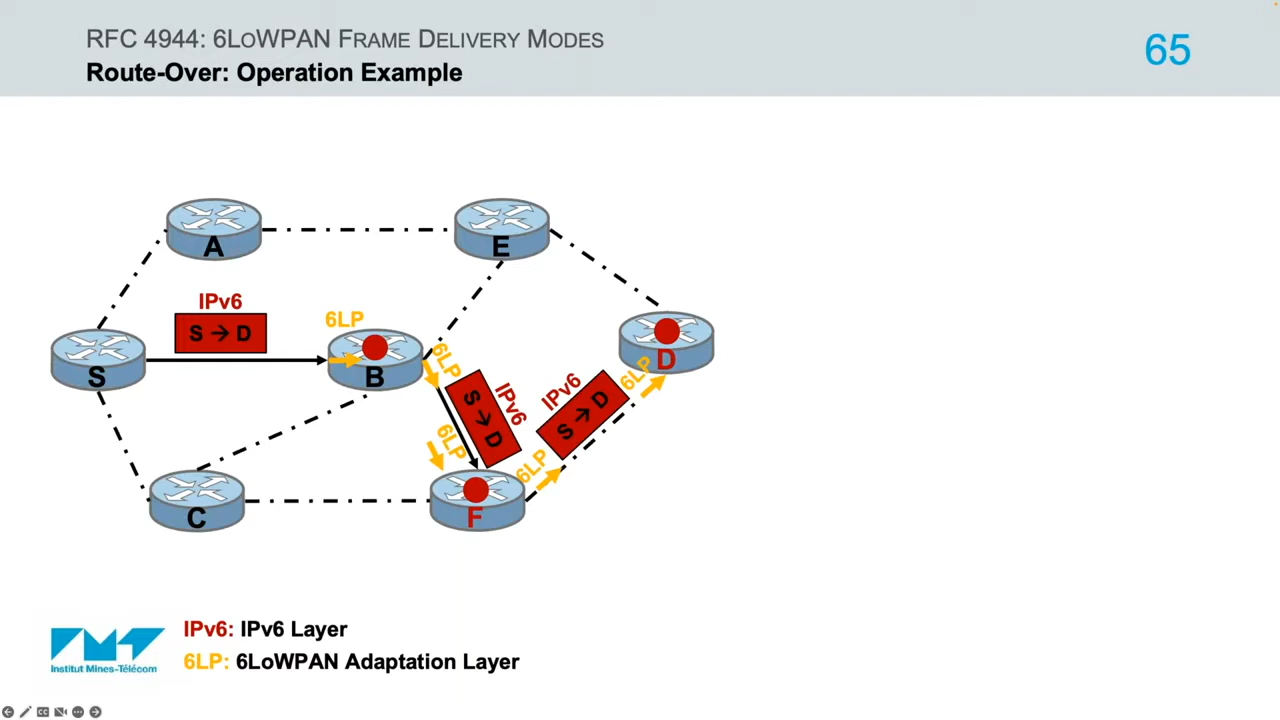 RFC 4944: 6LoWPAN Frame Delivery Modes
65
Route-Over: Operation Example
A
E
IPv6
S → D
6LP
S
B
D
6LP
S → D
IPv6
6LP
IPv6
S → D
6LP
6LP
C
F
IPv6: IPv6 Layer
6LP: 6LoWPAN Adaptation Layer
Institut Mines-Télécom